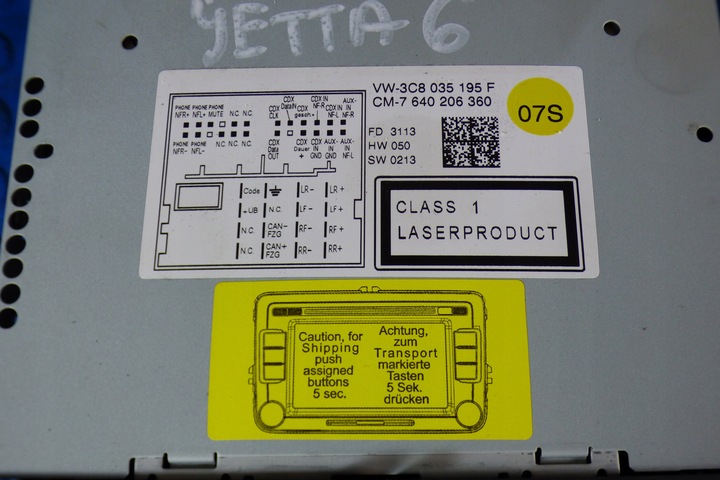 JETTA 6
VW-3C8 035 195 F
CM-7 640 206 360
07S
FD 3113
HW 050
SW 0213
CLASS 1
LASERPRODUCT
PHONE PHONE PHONE
NFR+ NFL+ MUTE N.C. N.C.
PHONE PHONE
NFR- NFL- N.C. N.C. N.C.
CDX CDX CDX IN AUX-
CLK DataIN gesch.+ NF-R CDX IN IN
NF-L NF-R
CDX CDX CDX AUX- AUX-
Data Dauer IN IN IN
OUT + GND GND NF-L
Code LR- LR+
+UB N.C. LF- LF+
N.C. CAN- FZG RF- RF+
N.C. CAN+ FZG RR- RR+
Caution, for
Shipping
push
assigned
buttons
5 sec.
Achtung,
zum
Transport
markierte
Tasten
5 Sek.
drücken